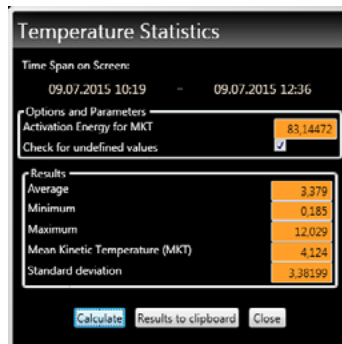 Temperature Statistics
Time Span on Screen:
09.07.2015 10:19 - 09.07.2015 12:36
Options and Parameters
Activation Energy for MKT 83,14472
Check for undefined values
Results
Average 3,379
Minimum 0,185
Maximum 12,029
Mean Kinetic Temperature (MKT) 4,124
Standard deviation 3,38199
Calculate Results to clipboard Close